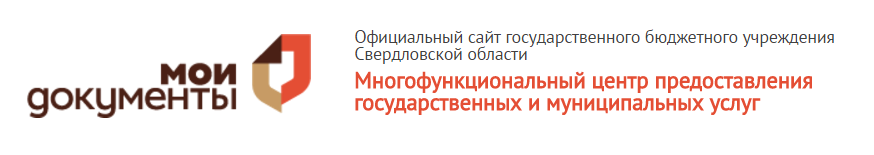 мои
документы
Официальный сайт государственного бюджетного учреждения
Свердловской области
Многофункциональный центр предоставления
государственных и муниципальных услуг